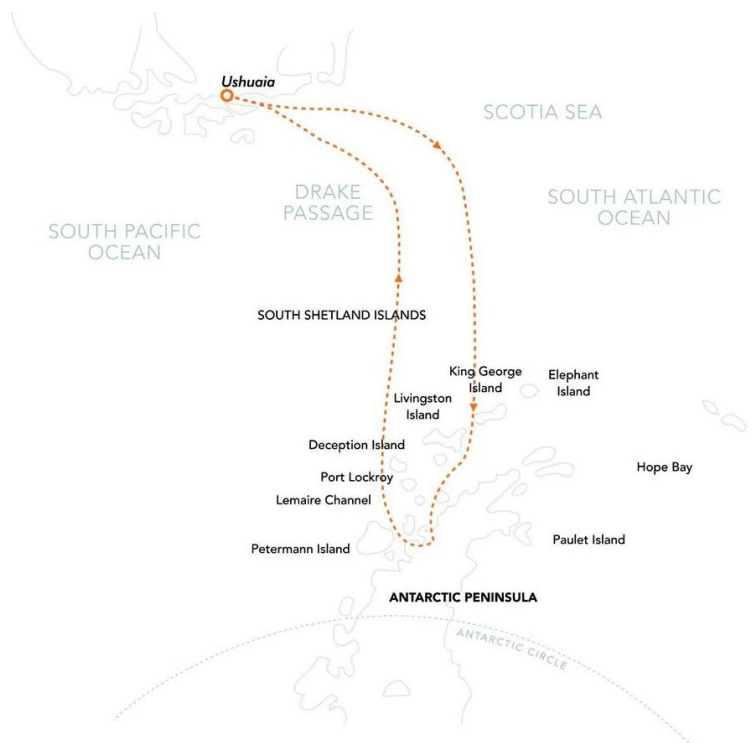 Ushuaia
SCOTIA SEA
DRAKE
PASSAGE
SOUTH ATLANTIC
OCEAN
SOUTH PACIFIC
OCEAN
SOUTH SHETLAND ISLANDS
King George
Island
Elephant
Island
Livingston
Island
Deception Island
Hope Bay
Port Lockroy
Lemaire Channel
Paulet Island
Petermann Island
ANTARCTIC PENINSULA
ANTARCTIC CIRCLE